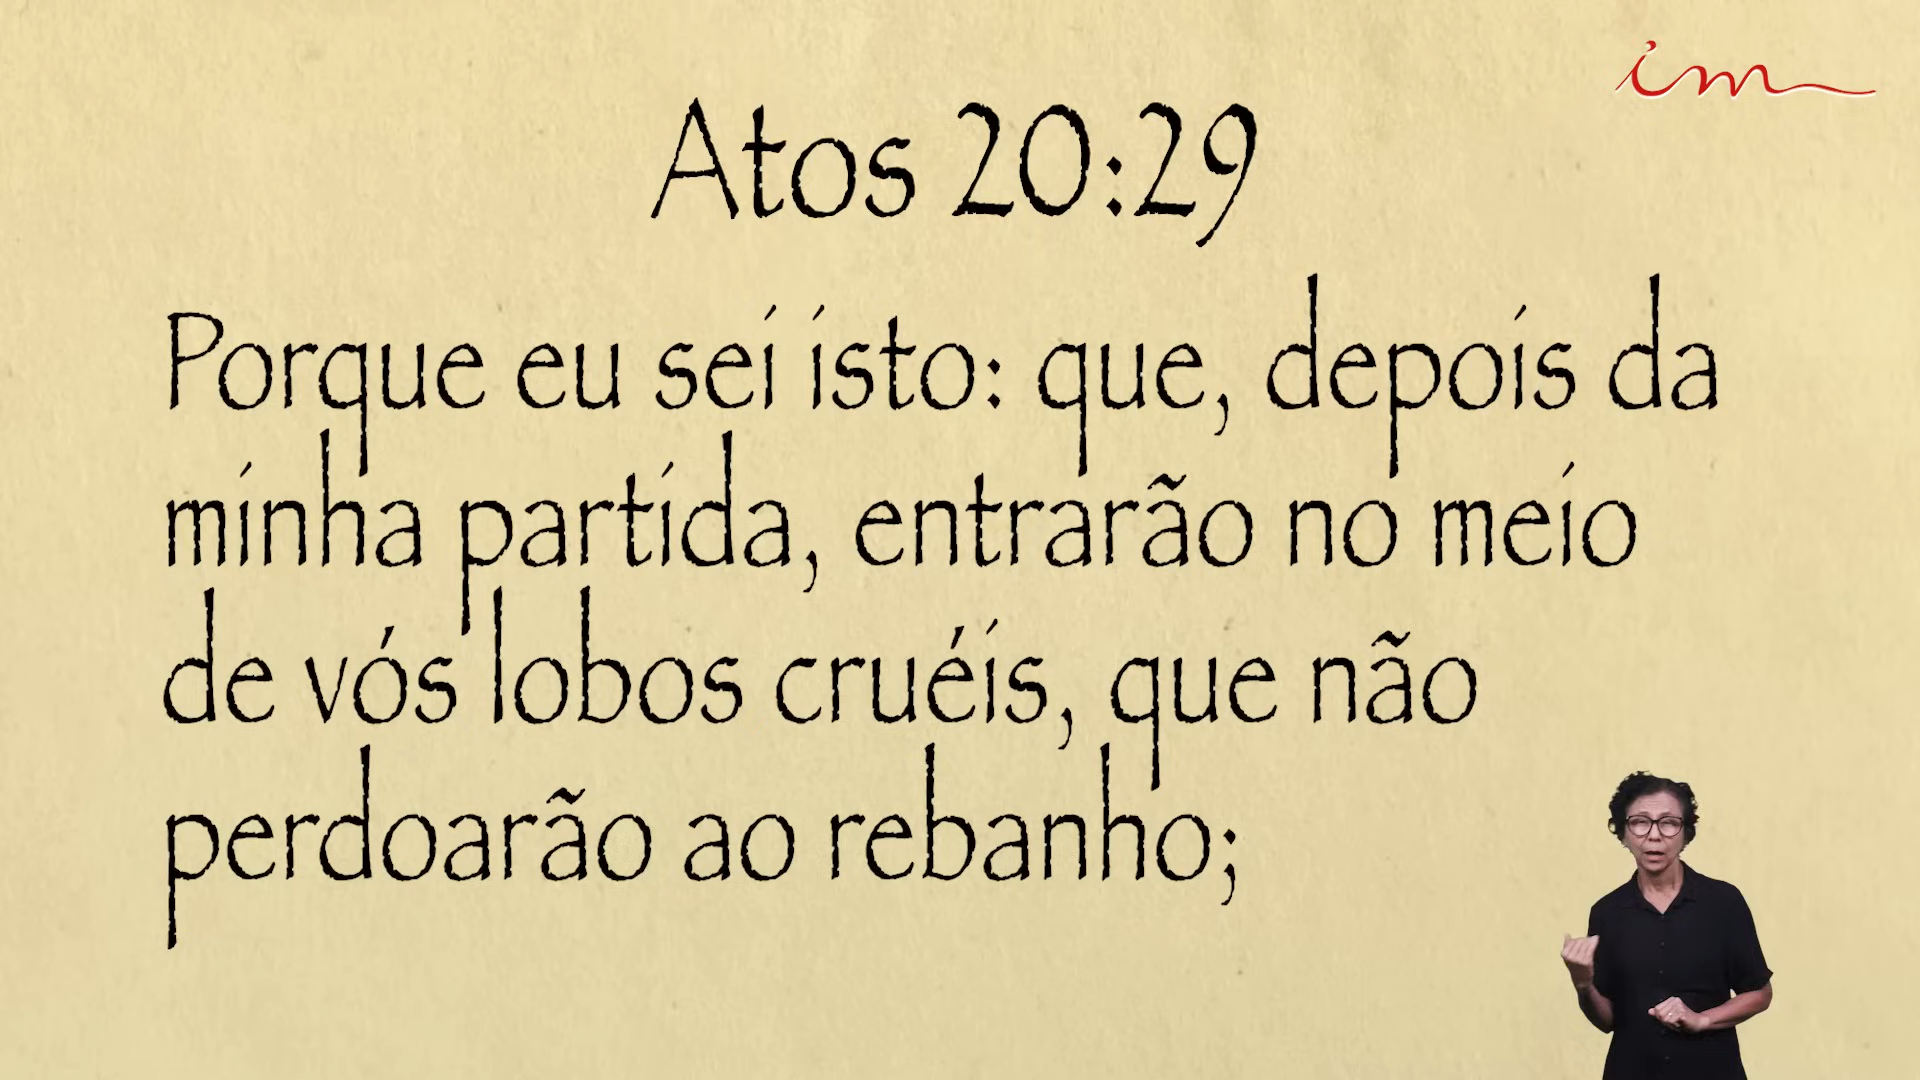 im
Atos 20:29
Porque eu sei isto: que, depois da
minha partida, entrarão no meio
de vós lobos cruéis, que não
perdoarão ao rebanho;